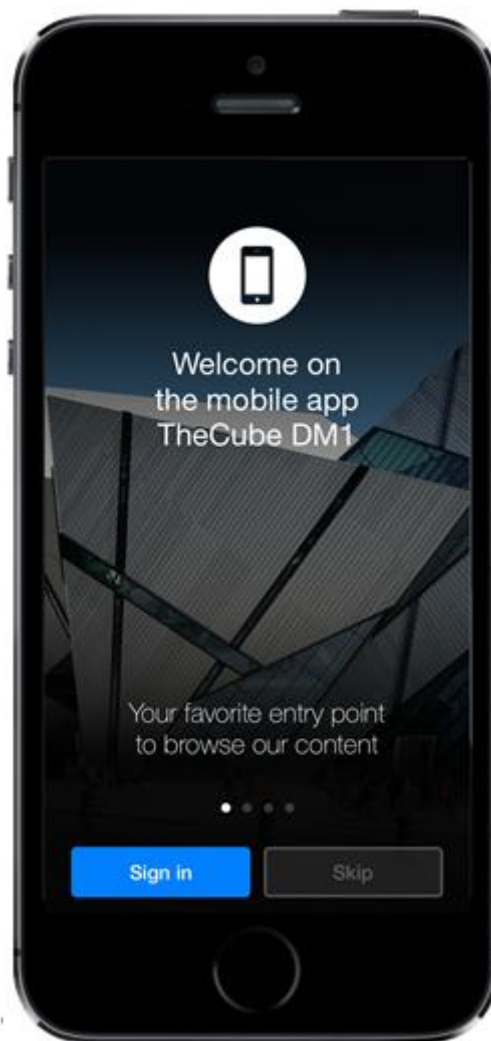 Welcome on
the mobile app
TheCube DM1
Your favorite entry point
to browse our content
Sign in
Skip